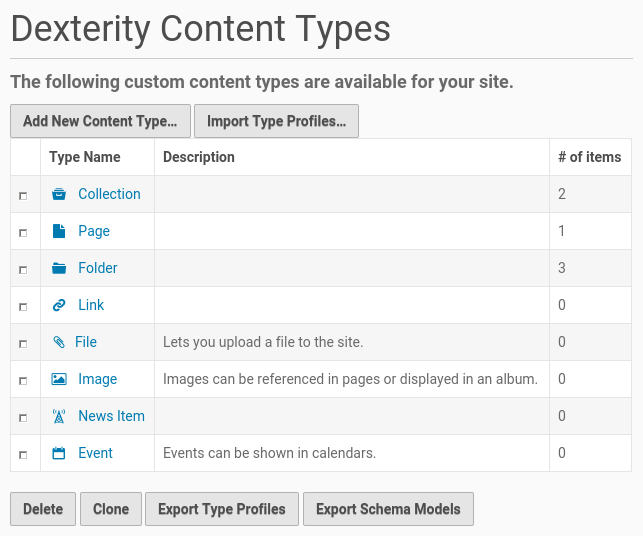 Dexterity Content Types
The following custom content types are available for your site.
Add New Content Type... Import Type Profiles...
Type Name Description # of items
Collection 2
Page 1
Folder 3
Link 0
File Lets you upload a file to the site. 0
Image Images can be referenced in pages or displayed in an album. 0
News Item 0
Event Events can be shown in calendars. 0
Delete Clone Export Type Profiles Export Schema Models